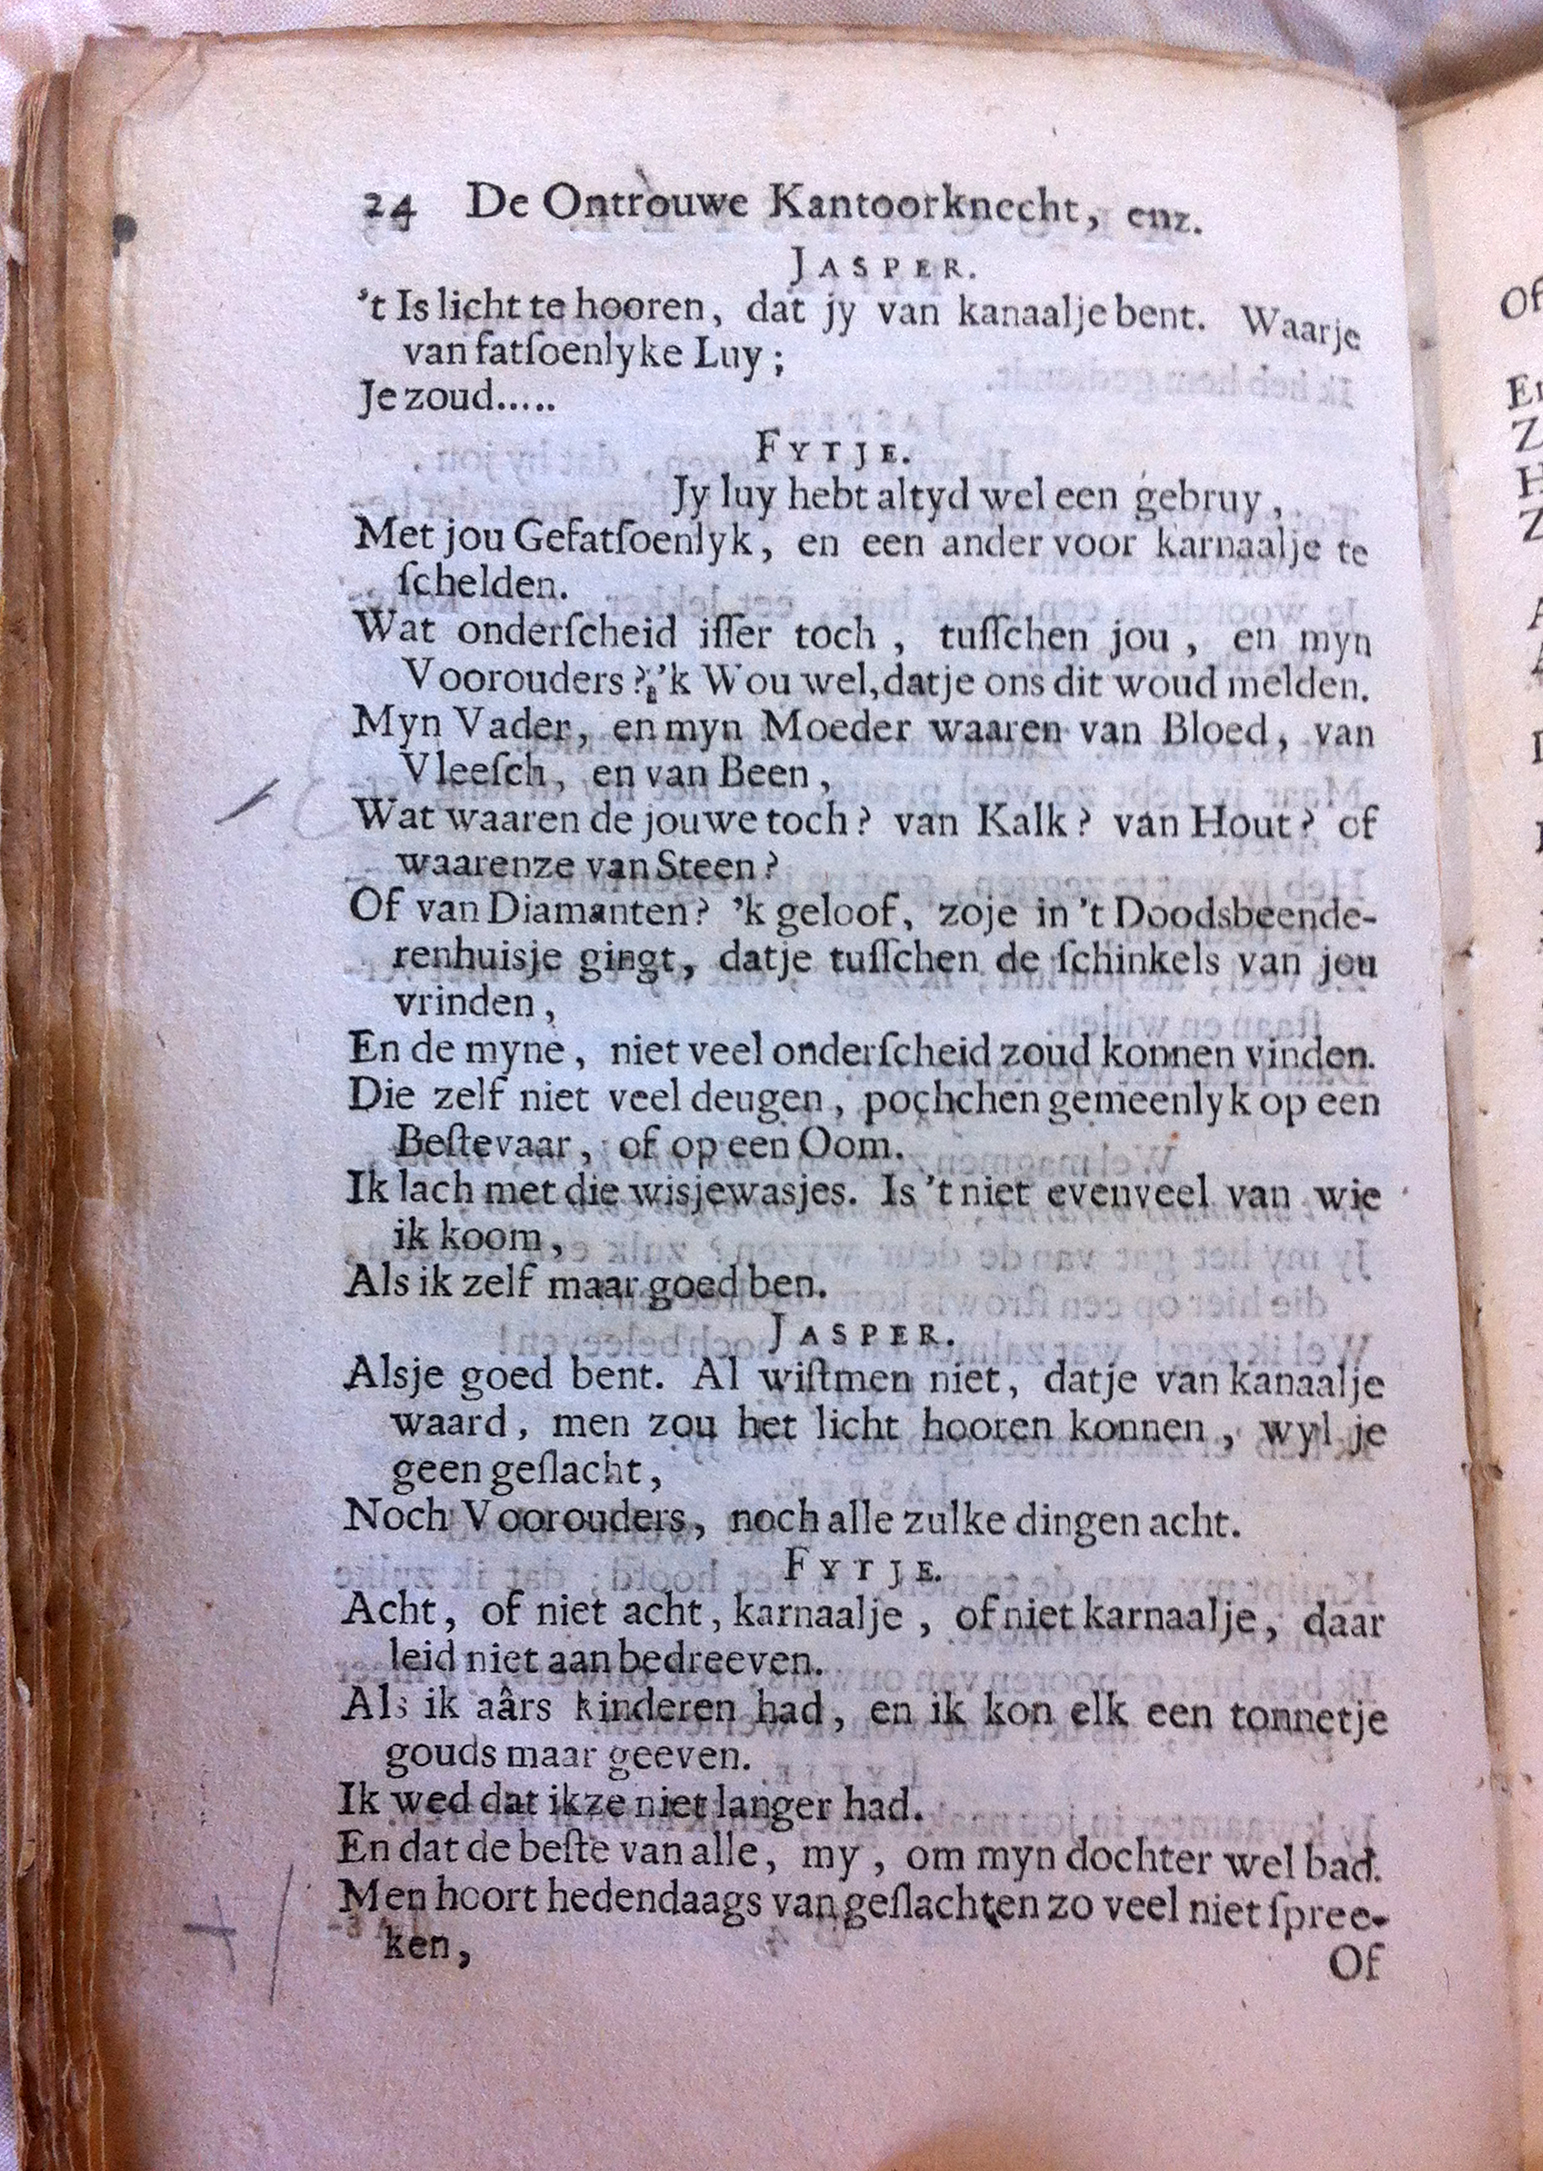 24 De Ontrouwe Kantoorknecht, enz.
JASPER.
't Is licht te hooren, dat jy van kanaalje bent. Waarje
van fatſoenlyke Luy;
Je zoud.....
FYTJE.
Jy luy hebt altyd wel een gebruy,
Met jou Gefatſoenlyk, en een ander voor karnaalje te
ſchelden.
Wat onderſcheid iſſer toch, tuſſchen jou, en myn
Voorouders? 'k Wou wel, datje ons dit woud melden.
Myn Vader, en myn Moeder waaren van Bloed, van
Vleeſch, en van Been,
Wat waaren de jouwe toch? van Kalk? van Hout? of
waarenze van Steen?
Of van Diamanten? 'k geloof, zoje in 't Doodsbeende-
renhuisje gingt, datje tuſſchen de ſchinkels van jou
vrinden,
En de myne, niet veel onderſcheid zoud konnen vinden.
Die zelf niet veel deugen, pochchen gemeenlyk op een
Beſtevaar, of op een Oom.
Ik lach met die wisjewasjes. Is 't niet evenveel van wie
ik koom,
Als ik zelf maar goed ben.
JASPER.
Alsje goed bent. Al wiſtmen niet, datje van kanaalje
waard, men zou het licht hooren konnen, wyl je
geen geſlacht,
Noch Voorouders, noch alle zulke dingen acht.
FYTJE.
Acht, of niet acht, karnaalje, of niet karnaalje, daar
leid niet aan bedreeven.
Als ik aârs kinderen had, en ik kon elk een tonnetje
gouds maar geeven.
Ik wed dat ikze niet langer had.
En dat de beſte van alle, my, om myn dochter wel bad.
Men hoort hedendaags van geſlachten zo veel niet ſpree-
ken,
Of